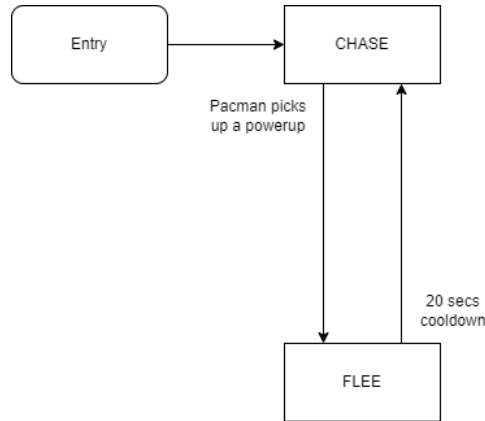 Entry
CHASE
Pacman picks
up a powerup
20 secs
cooldown
FLEE